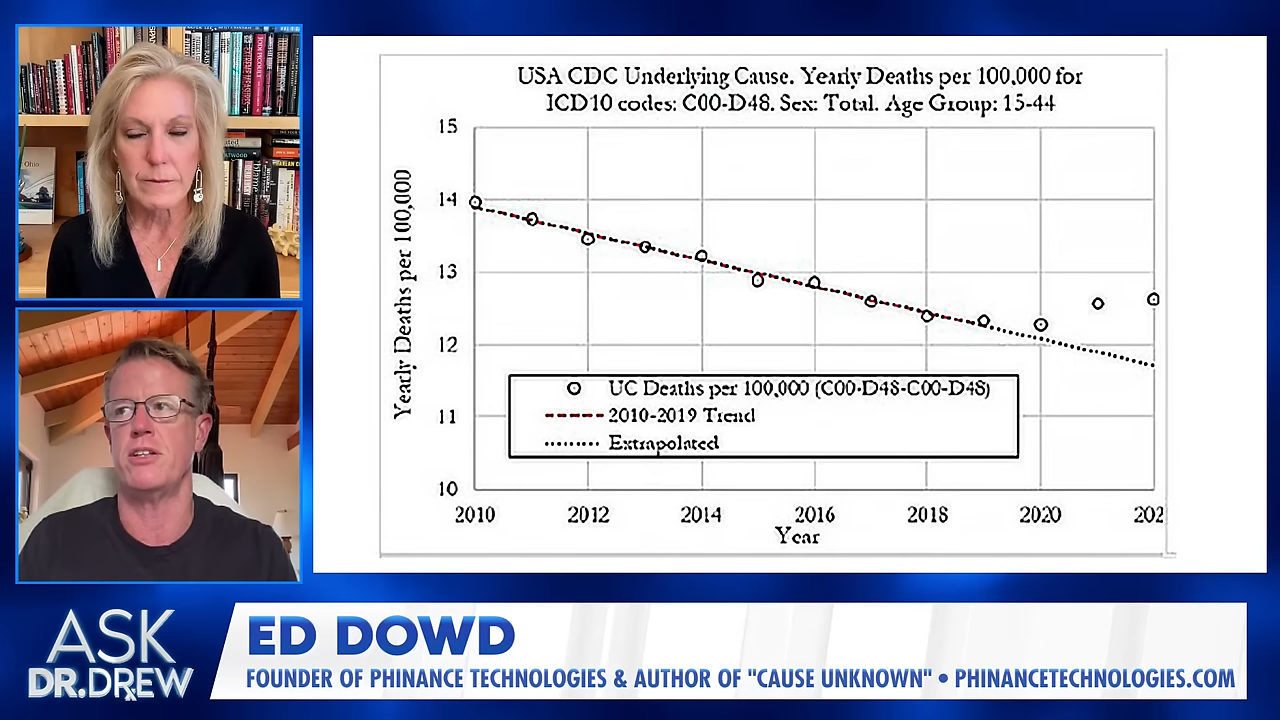 USA CDC Underlying Cause. Yearly Deaths per 100,000 for
ICD10 codes: C00-D48. Sex: Total. Age Group: 15-44
15
14
13
12
11
10
Yearly Deaths per 100,000
UC Deaths per 100,000 (C00-D48-C00-D48)
2010-2019 Trend
Extrapolated
2010 2012 2014 2016 2018 2020 202
Year
ASK
DR. DREW
ED DOWD
FOUNDER OF PHINANCE TECHNOLOGIES & AUTHOR OF "CAUSE UNKNOWN" • PHINANCETECHNOLOGIES.COM